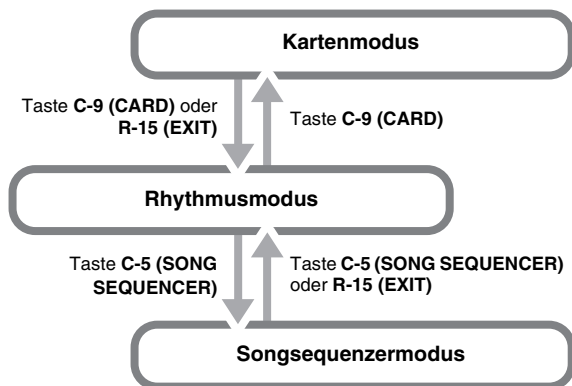 Kartenmodus
Taste C-9 (CARD) oder
R-15 (EXIT)
Taste C-9 (CARD)
Rhythmusmodus
Taste C-5 (SONG
SEQUENCER)
Taste C-5 (SONG SEQUENCER)
oder R-15 (EXIT)
Songsequenzermodus